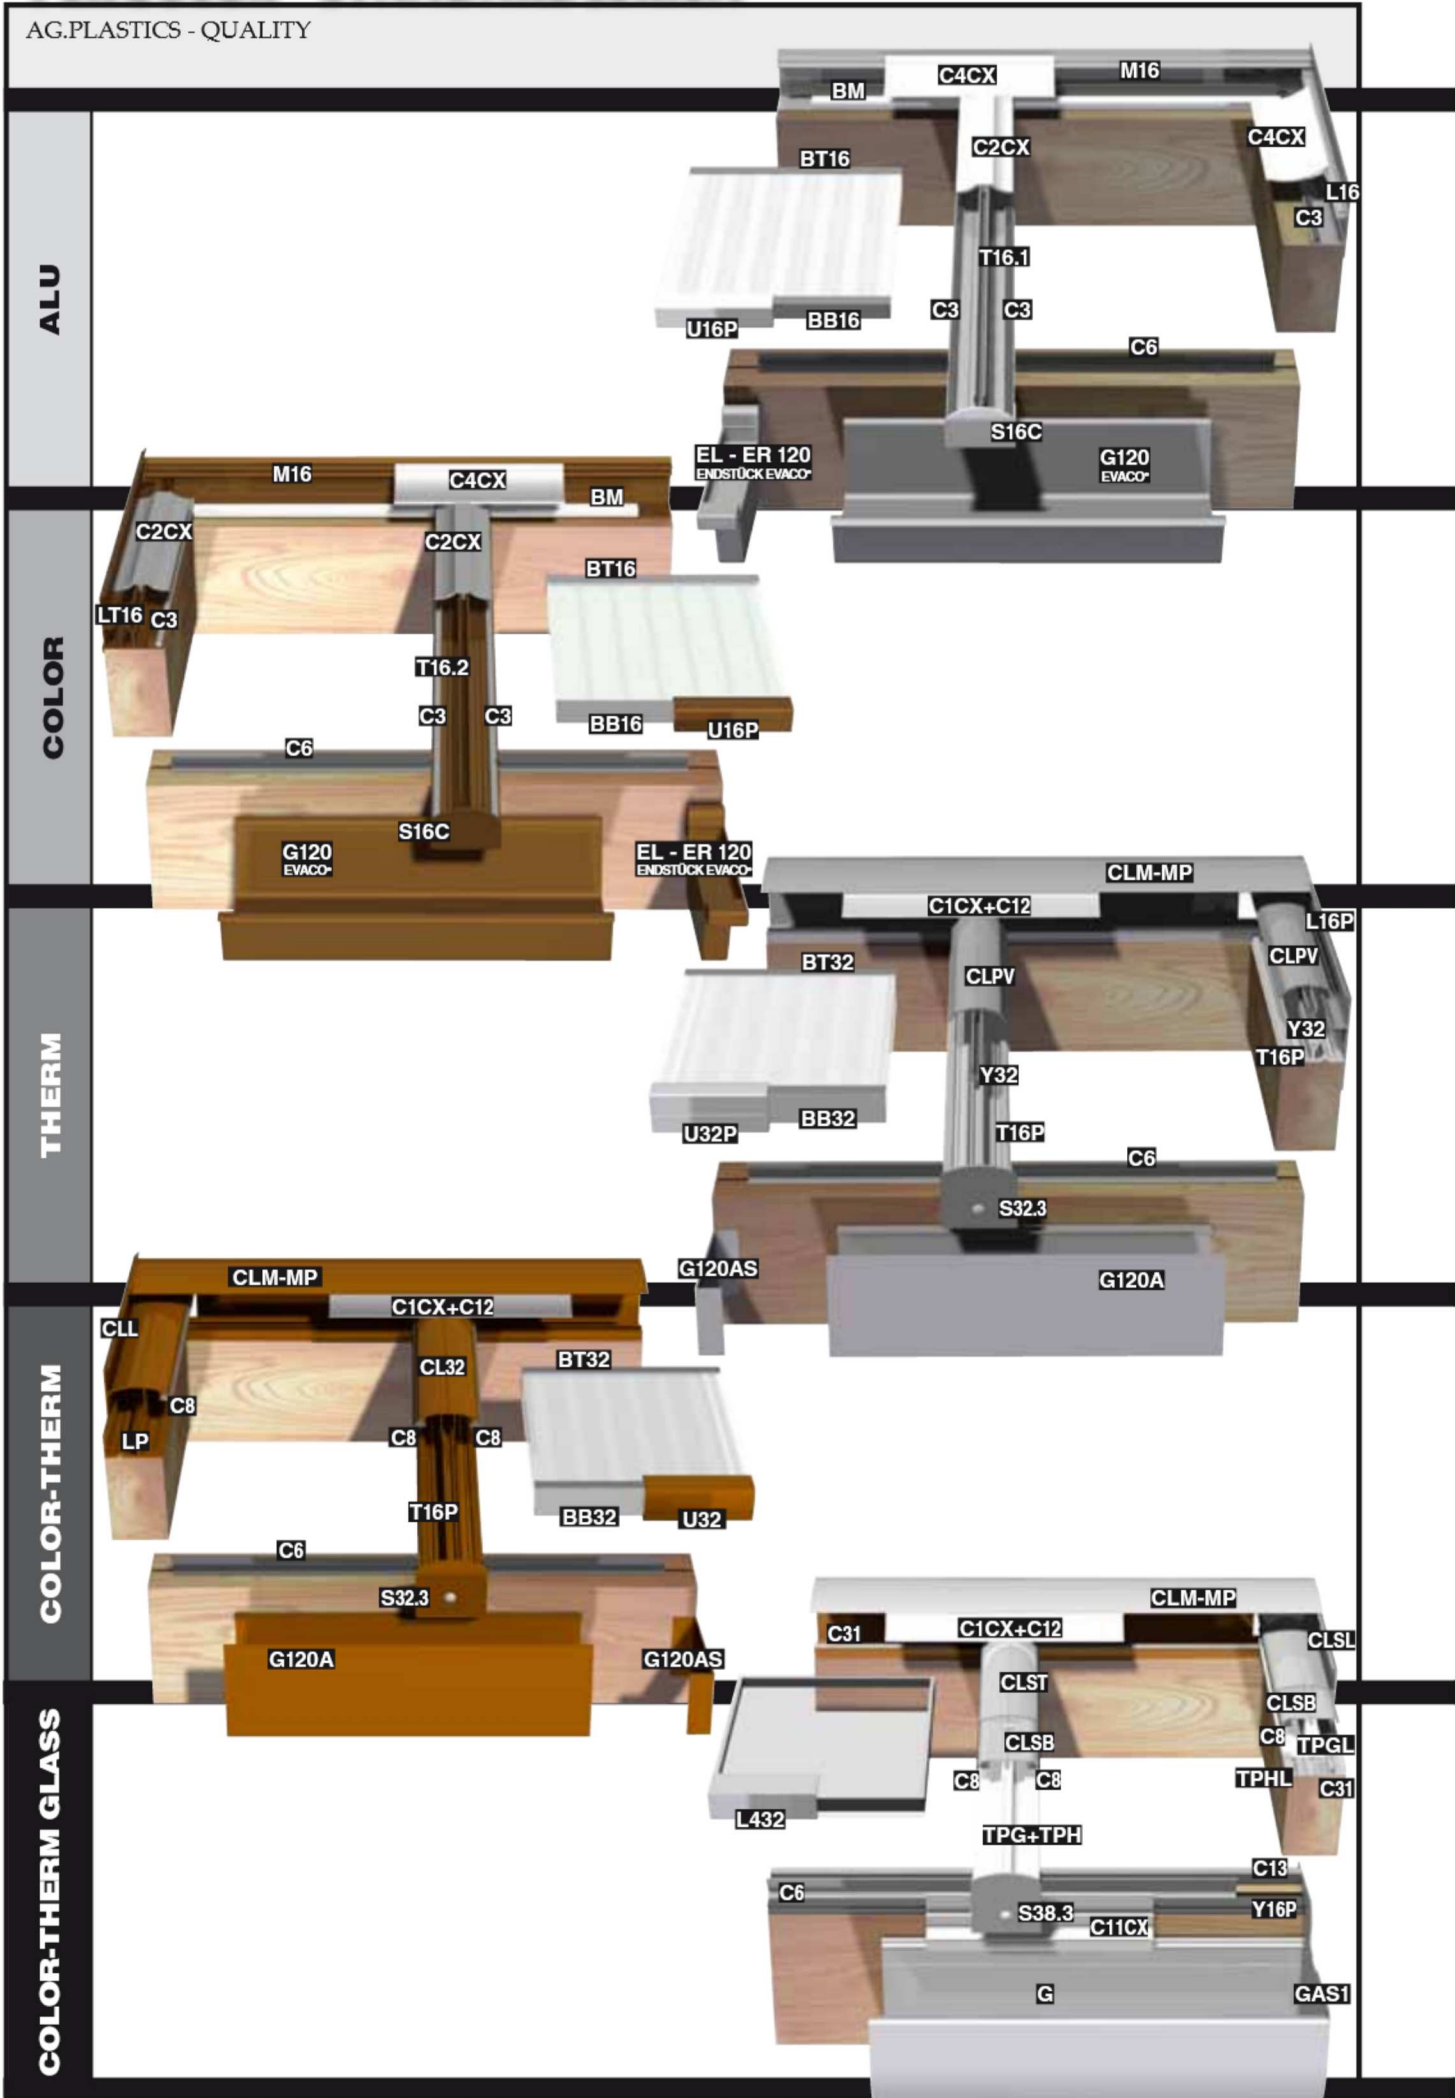 AG.PLASTICS - QUALITY
ALU
C4CX
M16
BM
C2CX
C4CX
BT16
L16
C3
T16.1
C3
C3
U16P
BB16
C6
S16C
EL - ER 120
ENDSTÜCK EVACO
G120
EVACO
COLOR
M16
C4CX
BM
C2CX
C2CX
BT16
LT16
C3
T16.2
C3
C3
BB16
U16P
C6
S16C
G120
EVACO
EL - ER 120
ENDSTÜCK EVACO
THERM
CLM-MP
C1CX+C12
L16P
CLPV
BT32
CLPV
Y32
T16P
Y32
U32P
BB32
T16P
C6
S32.3
G120AS
G120A
COLOR-THERM
CLM-MP
C1CX+C12
CLL
CL32
BT32
C8
C8
C8
LP
T16P
BB32
U32
C6
S32.3
G120A
G120AS
COLOR-THERM GLASS
CLM-MP
C31
C1CX+C12
CLSL
CLST
CLSB
CLSB
C8
TPGL
C8
C8
TPHL
C31
L432
TPG+TPH
C13
C6
Y16P
S38.3
C11CX
G
GAS1